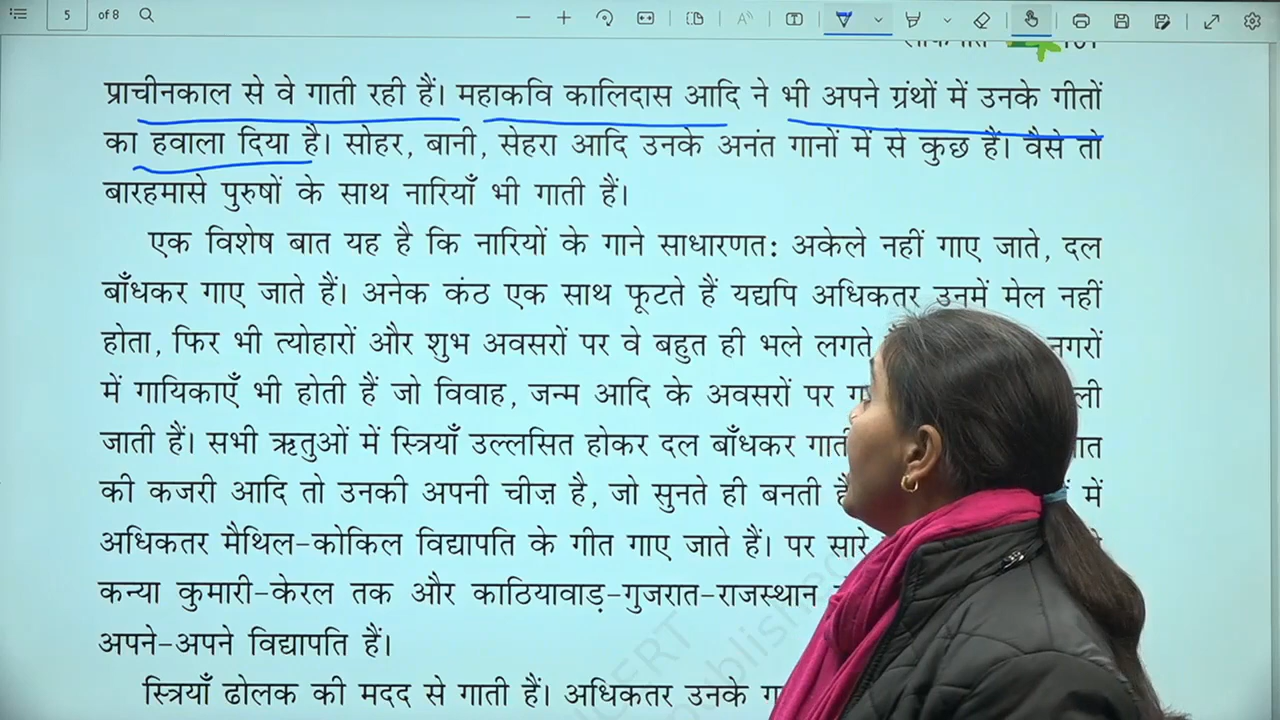 5 of 8
प्राचीनकाल से वे गाती रही हैं। महाकवि कालिदास आदि ने भी अपने ग्रंथों में उनके गीतों
का हवाला दिया है। सोहर, बानी, सेहरा आदि उनके अनंत गानों में से कुछ हैं। वैसे तो
बारहमासे पुरुषों के साथ नारियाँ भी गाती हैं।
एक विशेष बात यह है कि नारियों के गाने साधारणत: अकेले नहीं गाए जाते, दल
बाँधकर गाए जाते हैं। अनेक कंठ एक साथ फूटते हैं यद्यपि अधिकतर उनमें मेल नहीं
होता, फिर भी त्योहारों और शुभ अवसरों पर वे बहुत ही भले लगते नगरों
में गायिकाएँ भी होती हैं जो विवाह, जन्म आदि के अवसरों पर
जाती हैं। सभी ऋतुओं में स्त्रियाँ उल्लसित होकर दल बाँधकर
की कजरी आदि तो उनकी अपनी चीज़ है, जो सुनते ही बनती में
अधिकतर मैथिल-कोकिल विद्यापति के गीत गाए जाते हैं। पर सारे
कन्या कुमारी-केरल तक और काठियावाड़-गुजरात-राजस्थान
अपने-अपने विद्यापति हैं।
स्त्रियाँ ढोलक की मदद से गाती हैं। अधिकतर उनके